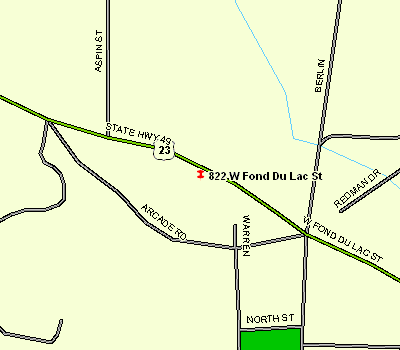 ASPIN ST
BERLIN
STATE HWY 49
23
822,W Fond Du Lac St
REDMAN DR
ARCADE RD
WARREN
W FOND DU LAC ST
NORTH ST